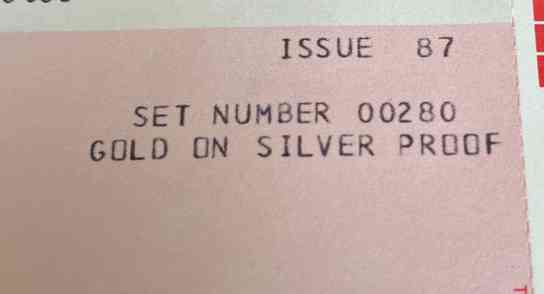 ISSUE 87
SET NUMBER 00280
GOLD ON SILVER PROOF